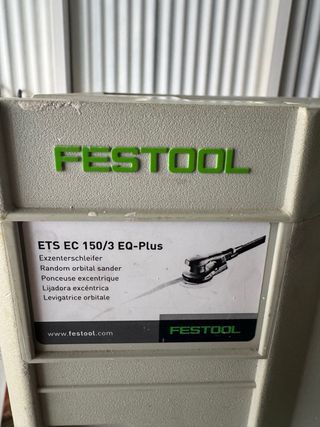 FESTOOL
ETS EC 150/3 EQ-Plus
Exzenterschleifer
Random orbital sander
Ponceuse excentrique
Lijadora excéntrica
Levigatrice orbitale
www.festool.com
FESTOOL